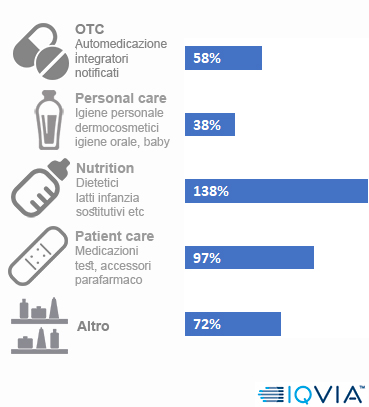 OTC
Automedicazione
integratori
notificati
58%
Personal care
Igiene personale
dermocosmetici
igiene orale, baby
38%
Nutrition
Dietetici
latti infanzia
sostitutivi etc
138%
Patient care
Medicazioni
test, accessori
parafarmaco
97%
Altro
72%
IQVIA™